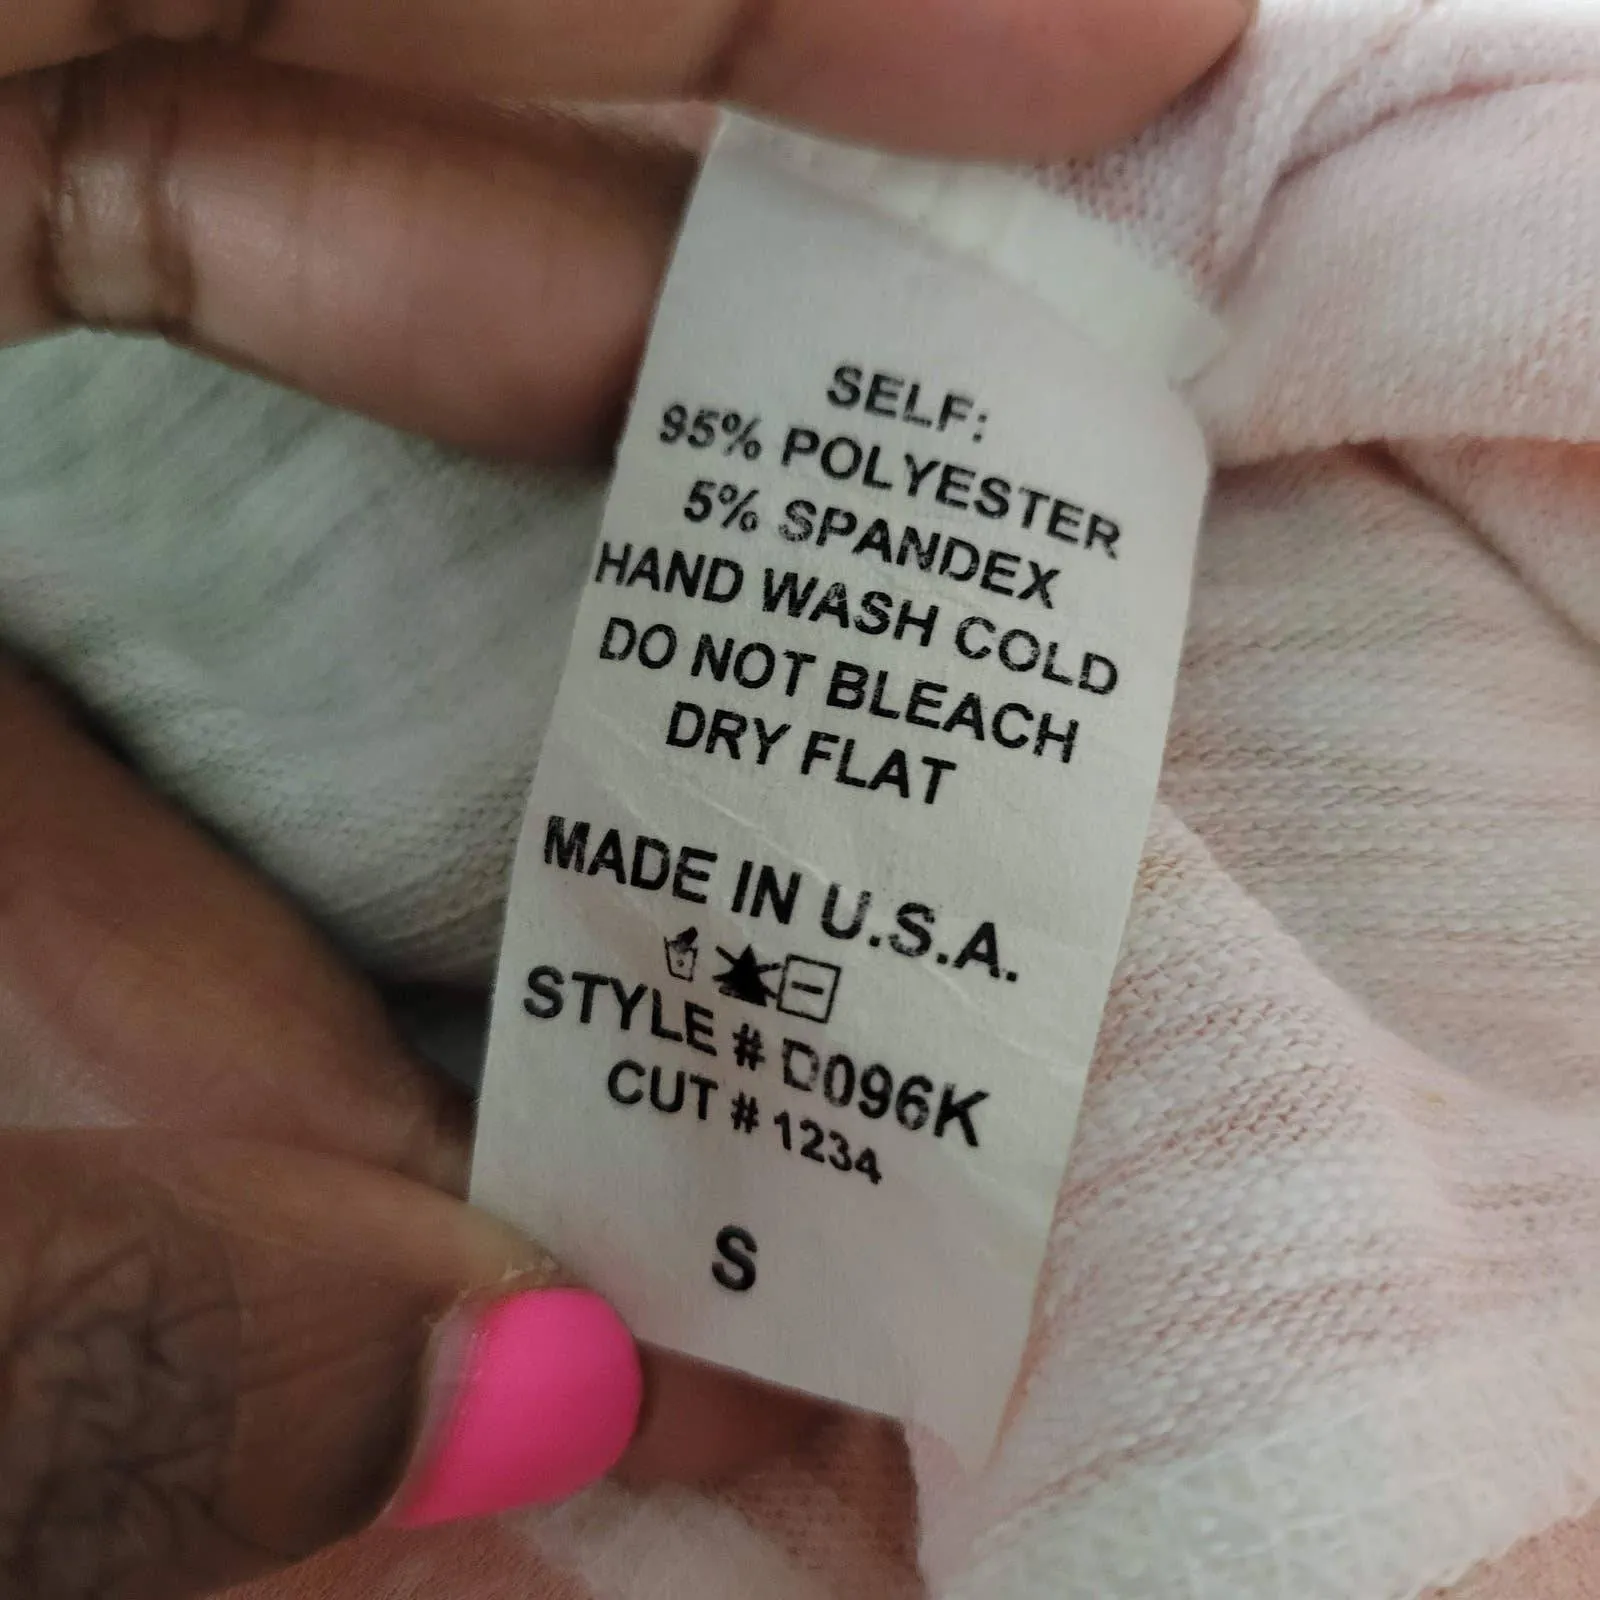 SELF:
95% POLYESTER
5% SPANDEX
HAND WASH COLD
DO NOT BLEACH
DRY FLAT
MADE IN U.S.A.
STYLE # D096K
CUT # 1234
S